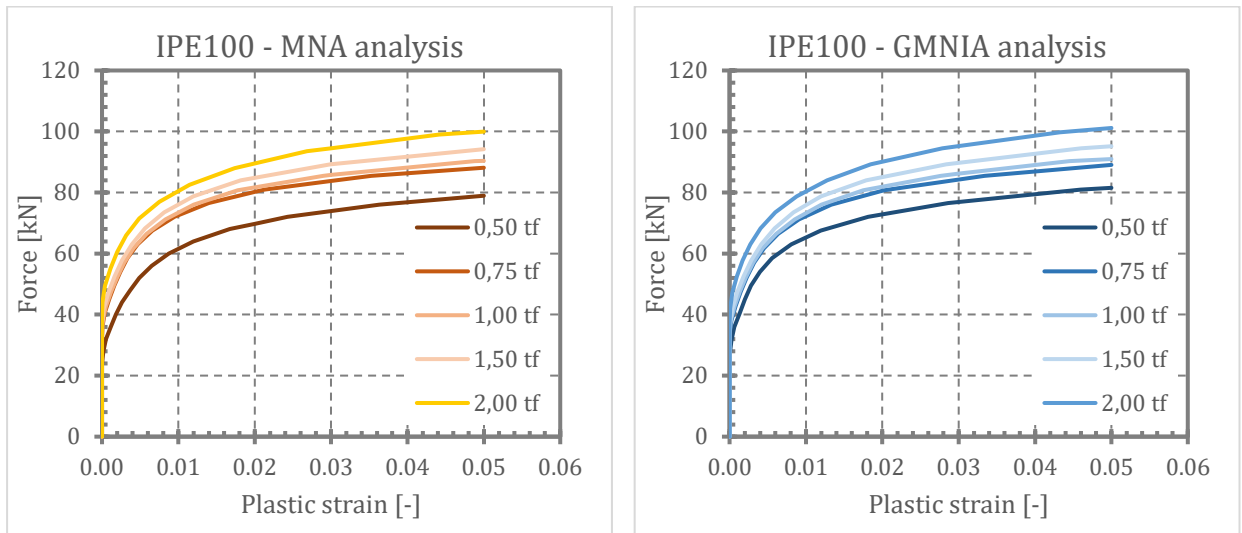 IPE100 - MNA analysis
120
100
80
60
40
20
0
Force [kN]
0,50 tf
0,75 tf
1,00 tf
1,50 tf
2,00 tf
0.00 0.01 0.02 0.03 0.04 0.05 0.06
Plastic strain [-]
IPE100 - GMNIA analysis
120
100
80
60
40
20
0
Force [kN]
0,50 tf
0,75 tf
1,00 tf
1,50 tf
2,00 tf
0.00 0.01 0.02 0.03 0.04 0.05 0.06
Plastic strain [-]